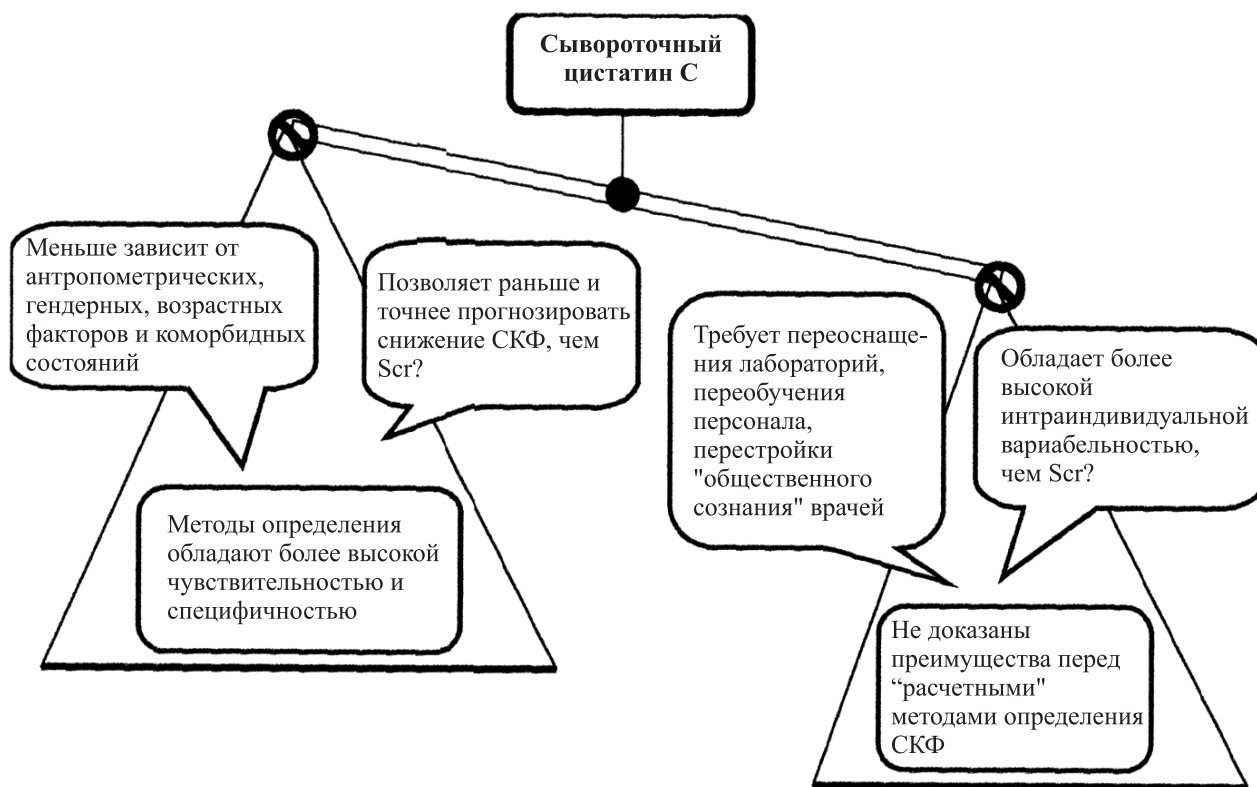 Сывороточный
цистатин С
Меньше зависит от
антропометрических,
гендерных, возрастных
факторов и коморбидных
состояний
Позволяет раньше и
точнее прогнозировать
снижение СКФ, чем
Scr?
Методы определения
обладают более высокой
чувствительностью и
специфичностью
Требует переоснаще-
ния лабораторий,
переобучения
персонала,
перестройки
"общественного
сознания" врачей
Обладает более
высокой
интраиндивидуальной
вариабельностью,
чем Scr?
Не доказаны
преимущества перед
“расчетными"
методами определения
СКФ